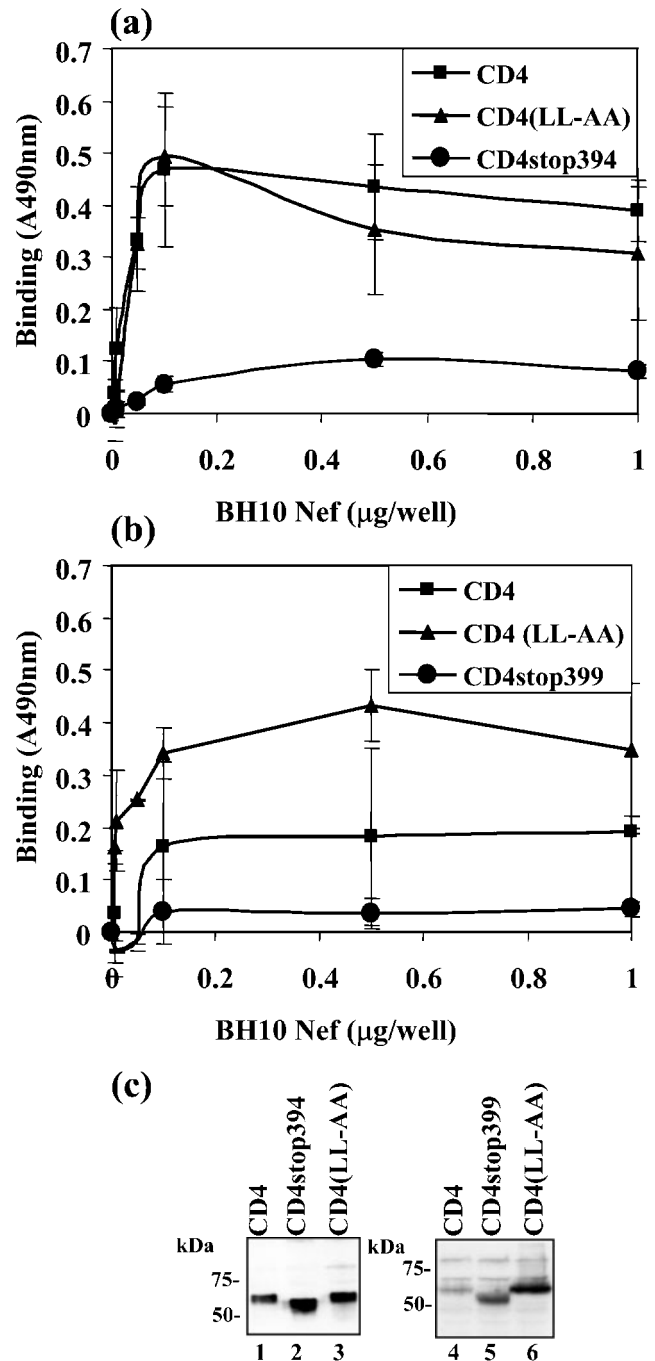 (a)
0.7
0.6
0.5
0.4
0.3
0.2
0.1
0
Binding (A490nm)
CD4
CD4(LL-AA)
CD4stop394
0 0.2 0.4 0.6 0.8 1
BH10 Nef (μg/well)
(b)
0.7
0.6
0.5
0.4
0.3
0.2
0.1
0
Binding (A490nm)
CD4
CD4 (LL-AA)
CD4stop399
0 0.2 0.4 0.6 0.8 1
BH10 Nef (μg/well)
(c)
CD4
CD4stop394
CD4(LL-AA)
kDa
75-
50-
1 2 3
CD4
CD4stop399
CD4(LL-AA)
kDa
75-
50-
4 5 6